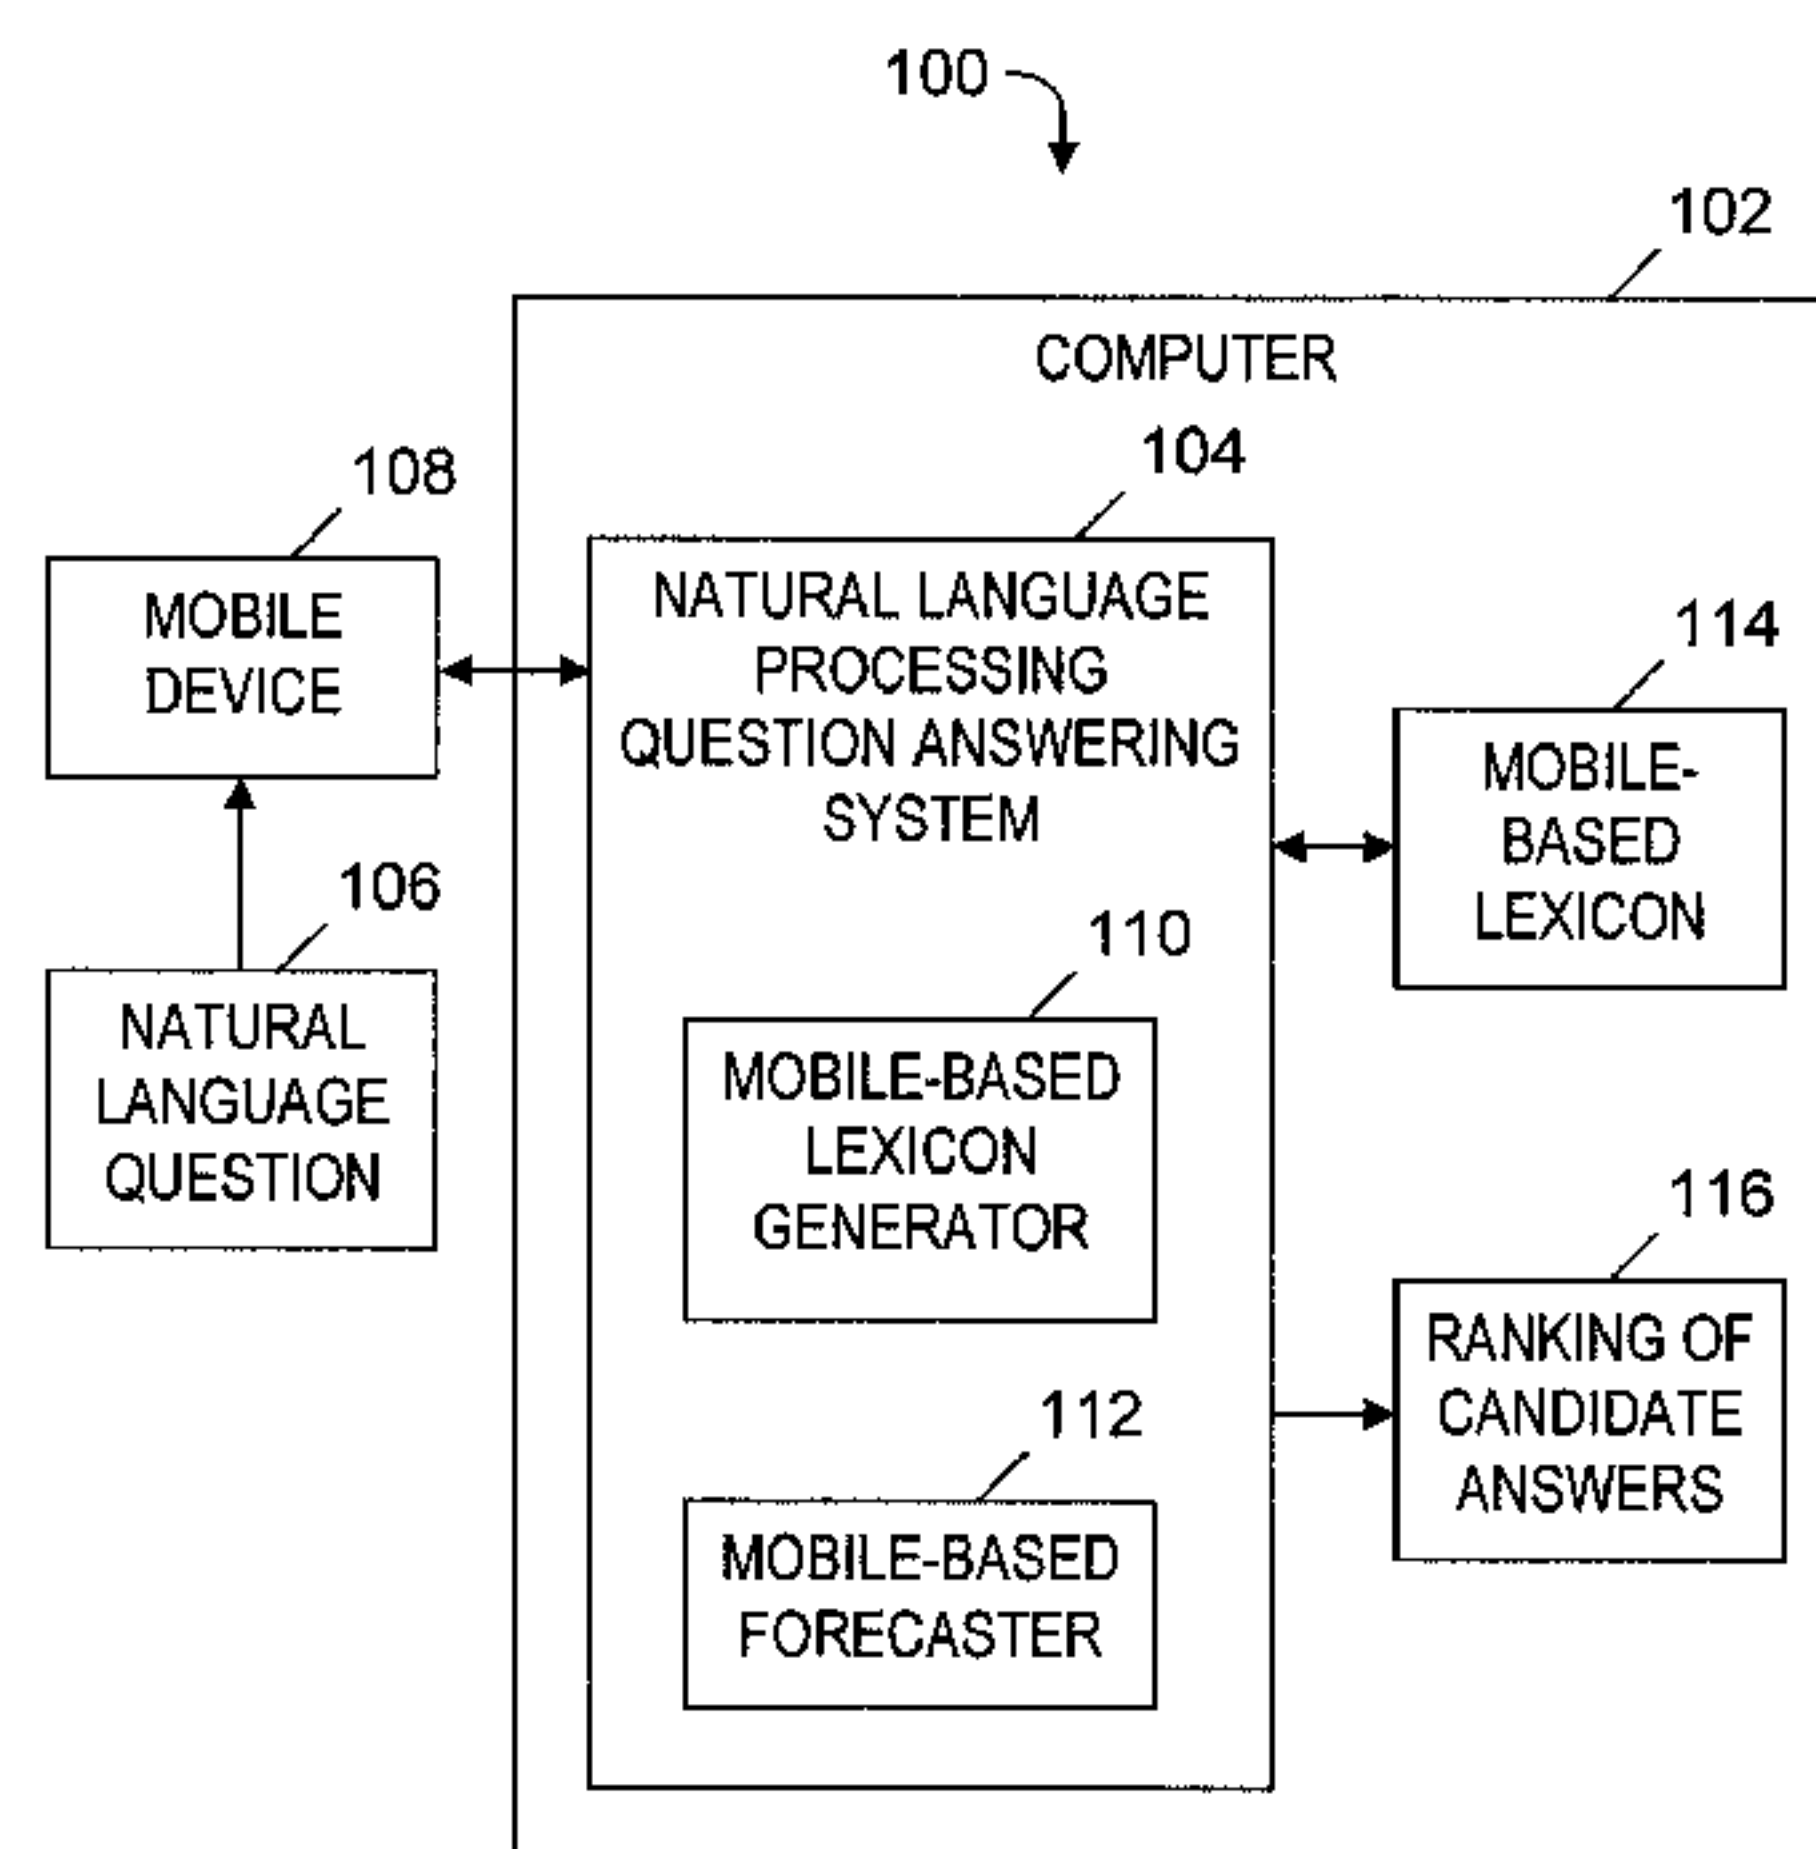 100
102
COMPUTER
104
108
NATURAL LANGUAGE
PROCESSING
QUESTION ANSWERING
SYSTEM
MOBILE
DEVICE
114
MOBILE-
BASED
LEXICON
106
NATURAL
LANGUAGE
QUESTION
110
MOBILE-BASED
LEXICON
GENERATOR
116
RANKING OF
CANDIDATE
ANSWERS
112
MOBILE-BASED
FORECASTER